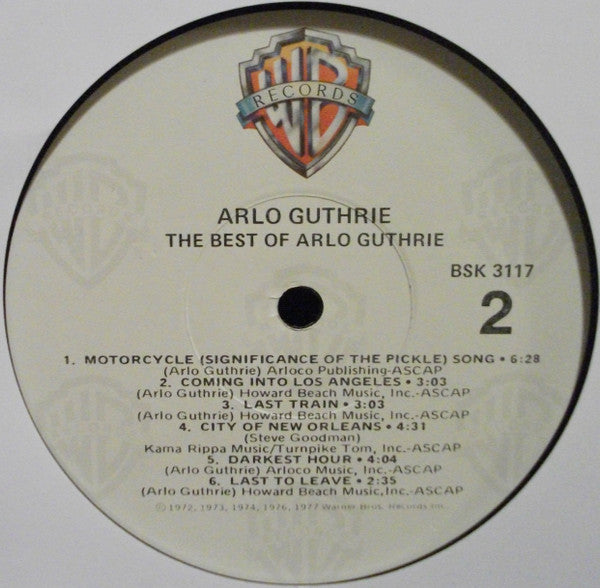 WB
RECORDS
ARLO GUTHRIE
THE BEST OF ARLO GUTHRIE
BSK 3117
2
1. MOTORCYCLE (SIGNIFICANCE OF THE PICKLE) SONG • 6:28
(Arlo Guthrie) Arloco Publishing-ASCAP
2. COMING INTO LOS ANGELES • 3:03
(Arlo Guthrie) Howard Beach Music, Inc.-ASCAP
3. LAST TRAIN • 3:03
(Arlo Guthrie) Howard Beach Music, Inc.-ASCAP
4. CITY OF NEW ORLEANS • 4:31
(Steve Goodman)
Kama Rippa Music/Turnpike Tom, Inc.-ASCAP
5. DARKEST HOUR • 4:04
(Arlo Guthrie) Arloco Music, Inc.-ASCAP
6. LAST TO LEAVE • 2:35
(Arlo Guthrie) Howard Beach Music,Inc.-ASCAP
©1972, 1973, 1974, 1976, 1977 Warner Bros. Records Inc.